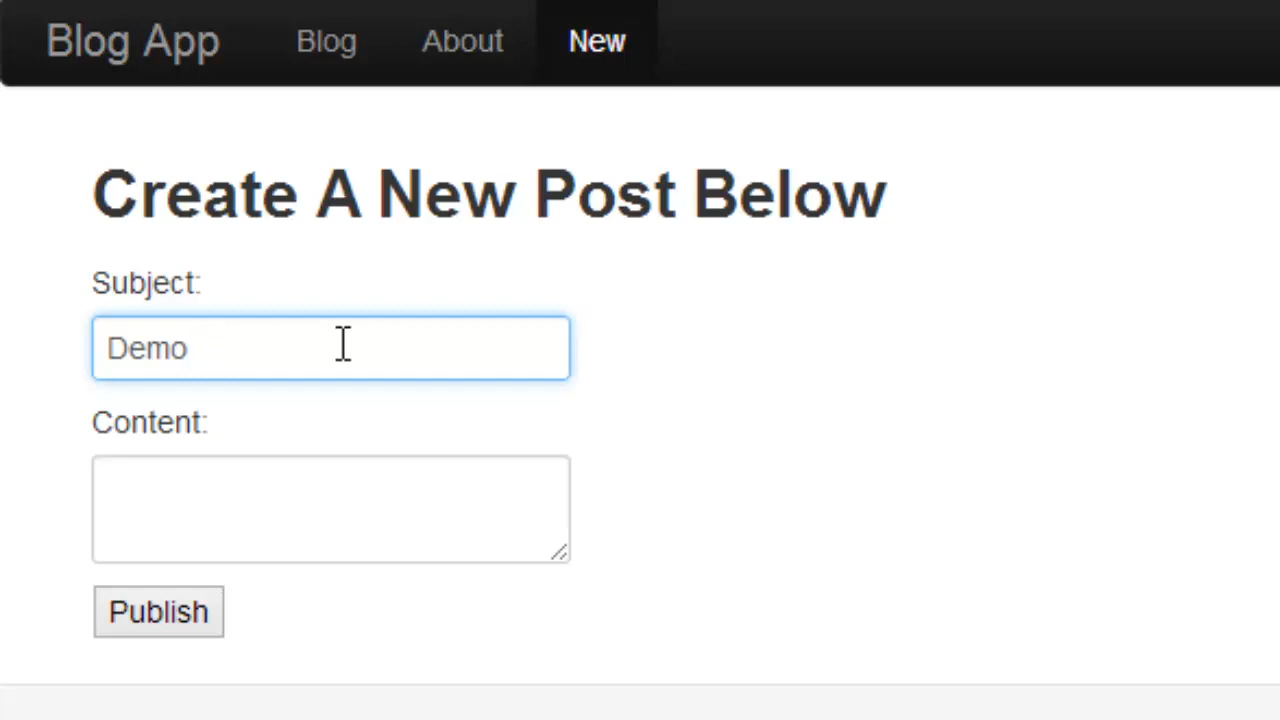 Blog App Blog About New
Create A New Post Below
Subject:
Demo
Content:
Publish